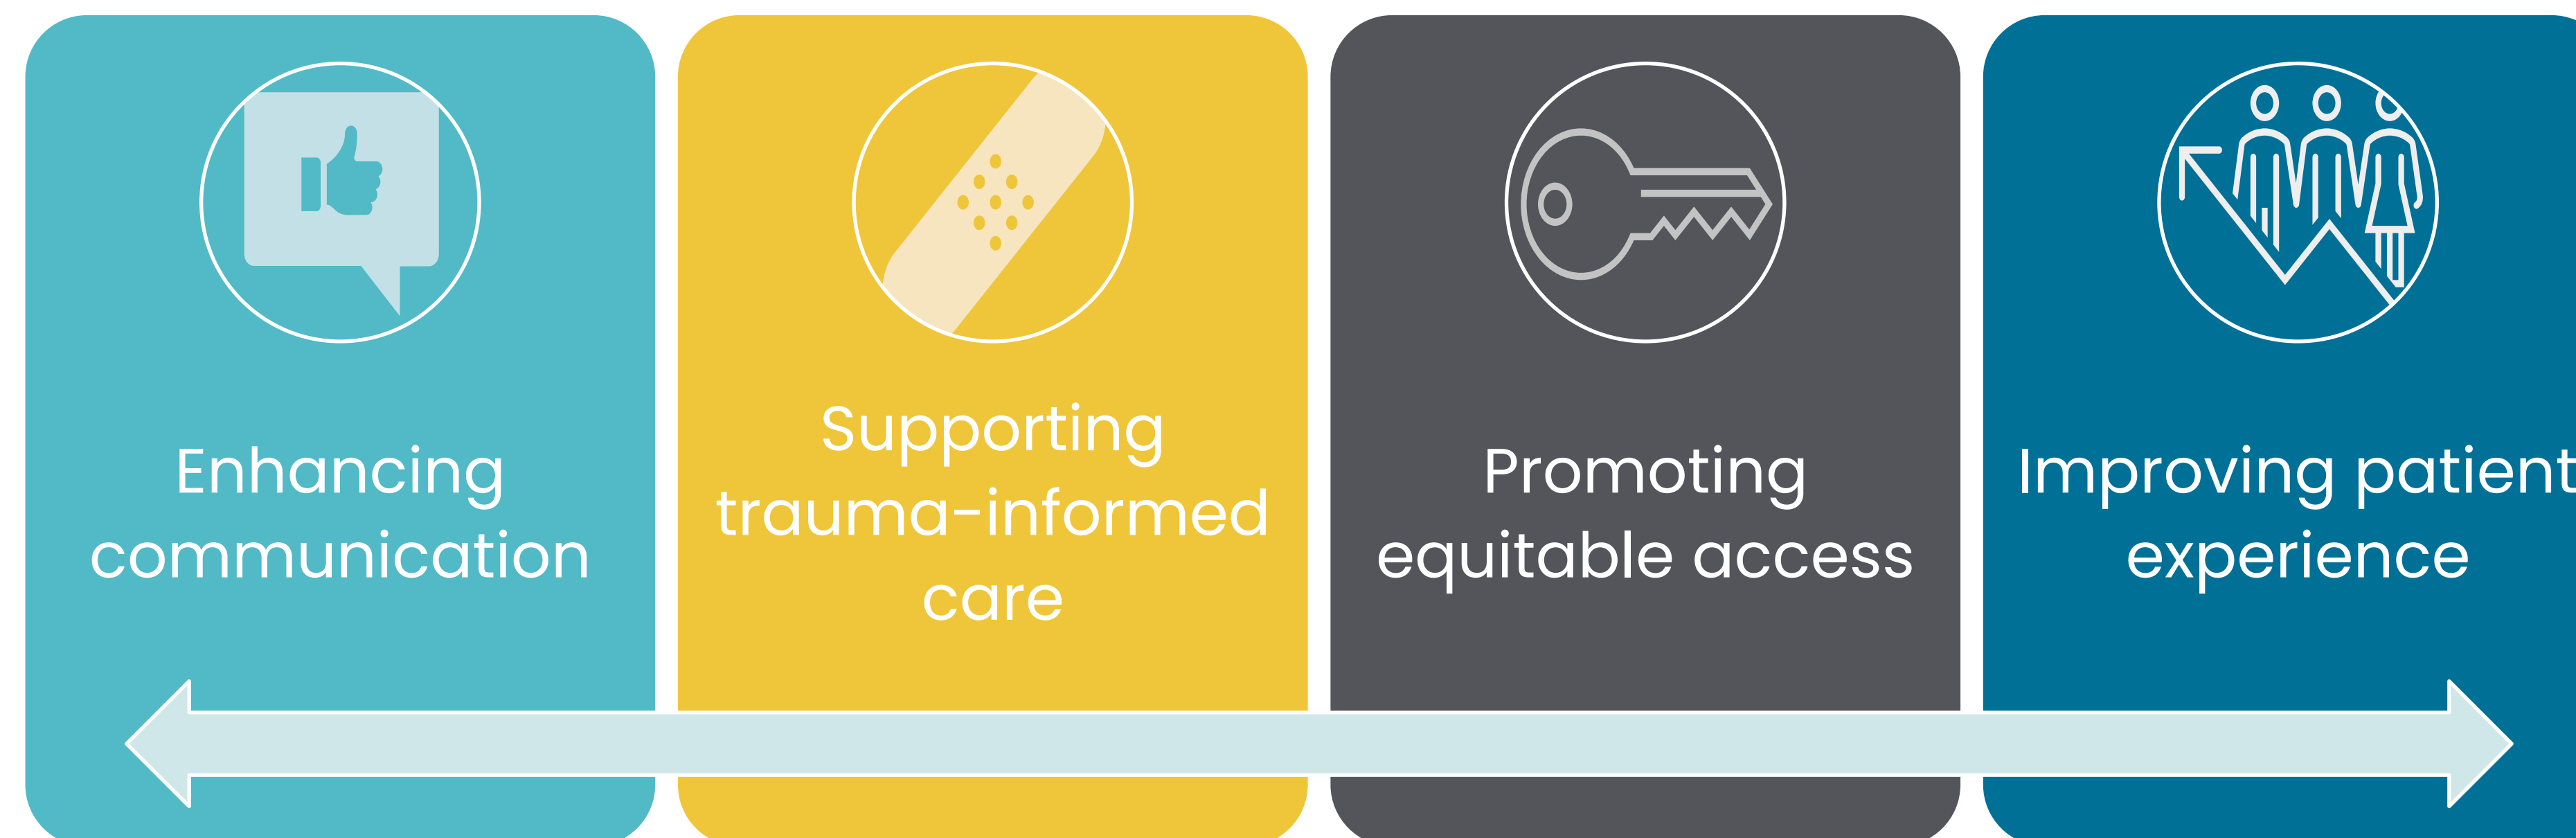 Enhancing
communication
Supporting
trauma-informed
care
Promoting
equitable access
Improving patient
experience